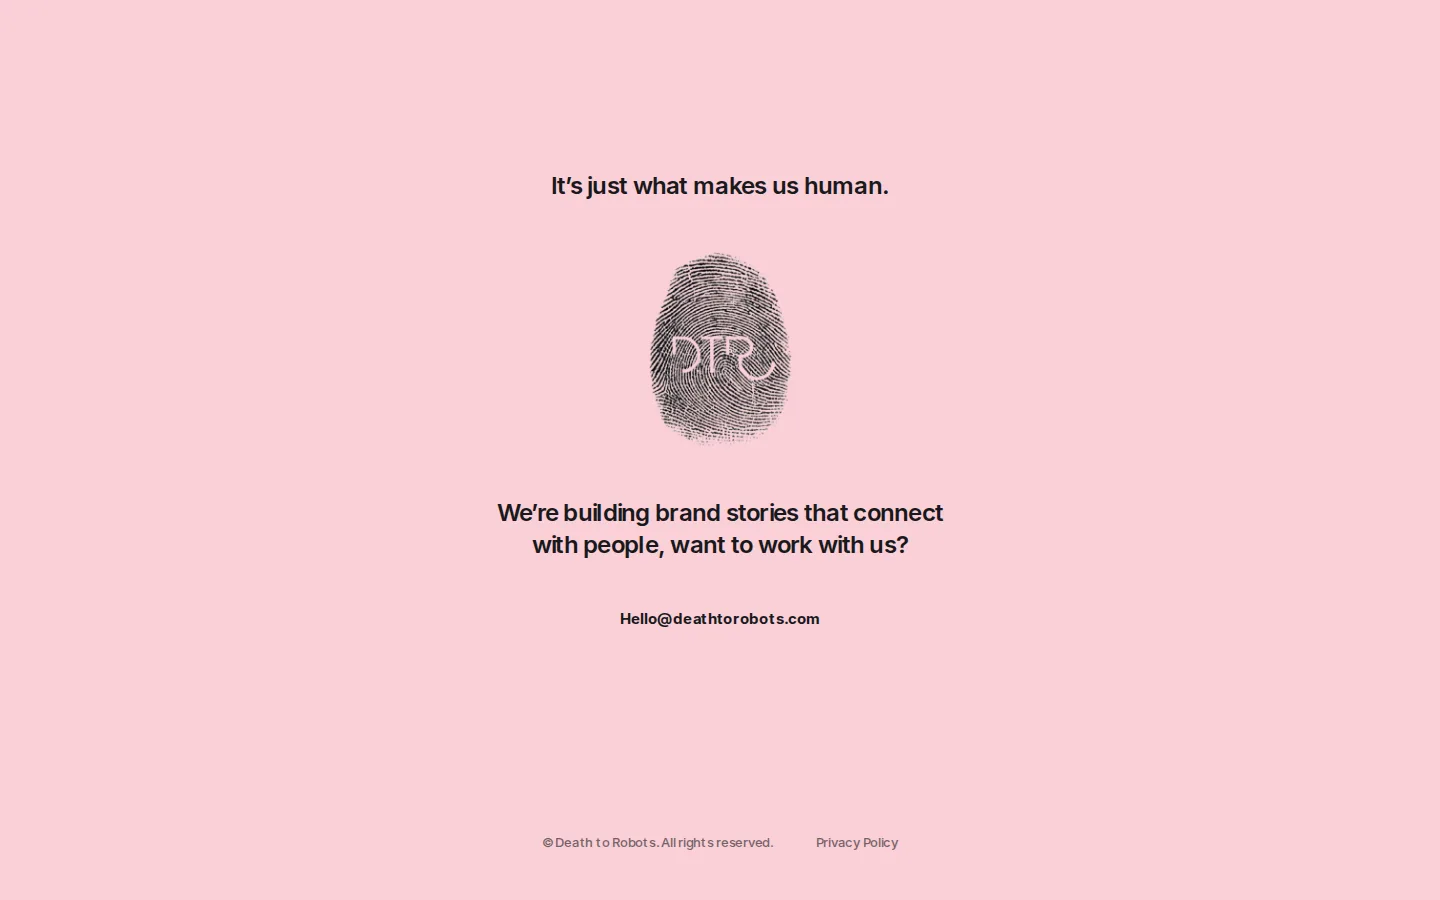 It’s just what makes us human.
DTR
We’re building brand stories that connect
with people, want to work with us?
Hello@deathtorobots.com
© Death to Robots. All rights reserved. Privacy Policy